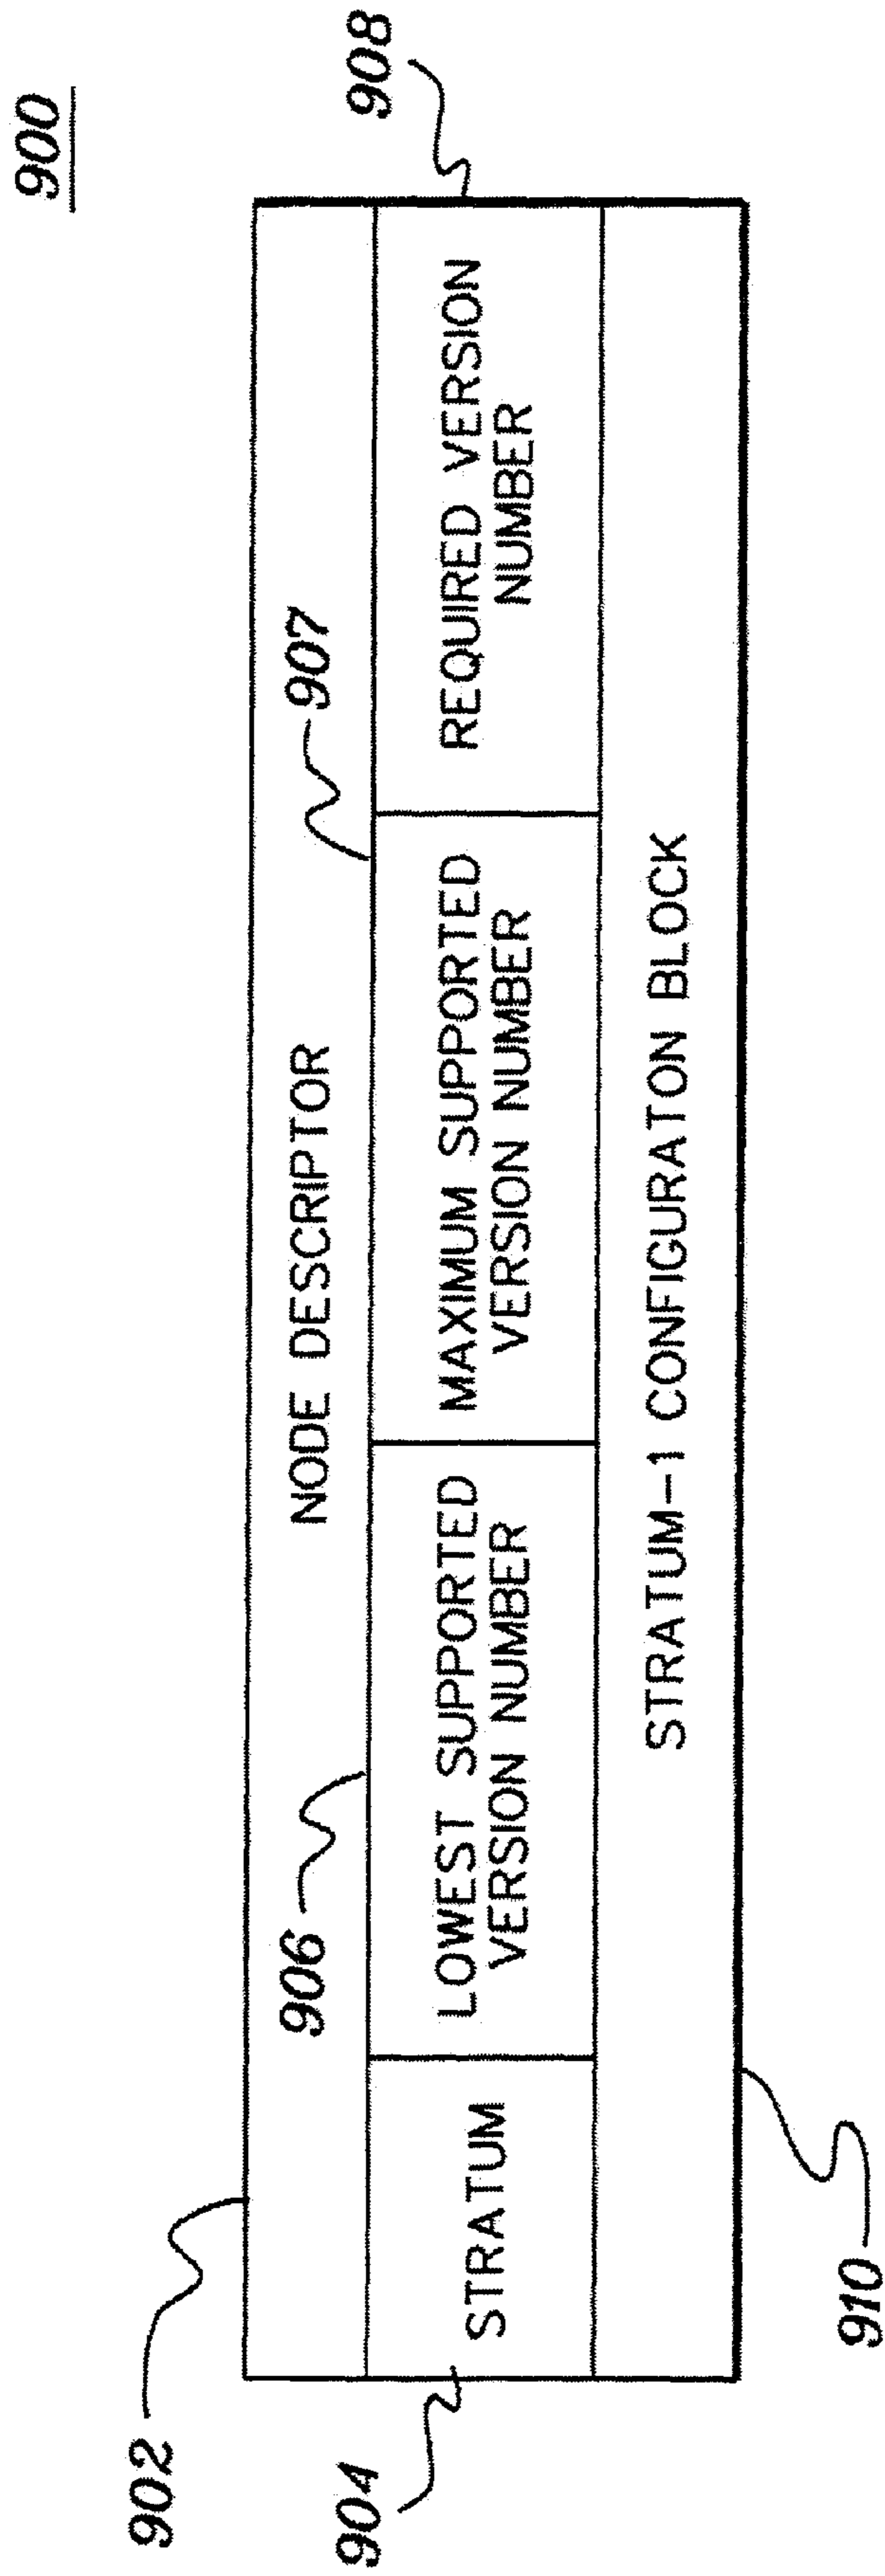 900
902
NODE DESCRIPTOR
906
907
904
STRATUM
LOWEST SUPPORTED
VERSION NUMBER
MAXIMUM SUPPORTED
VERSION NUMBER
REQUIRED VERSION
NUMBER
908
STRATUM-1 CONFIGURATON BLOCK
910